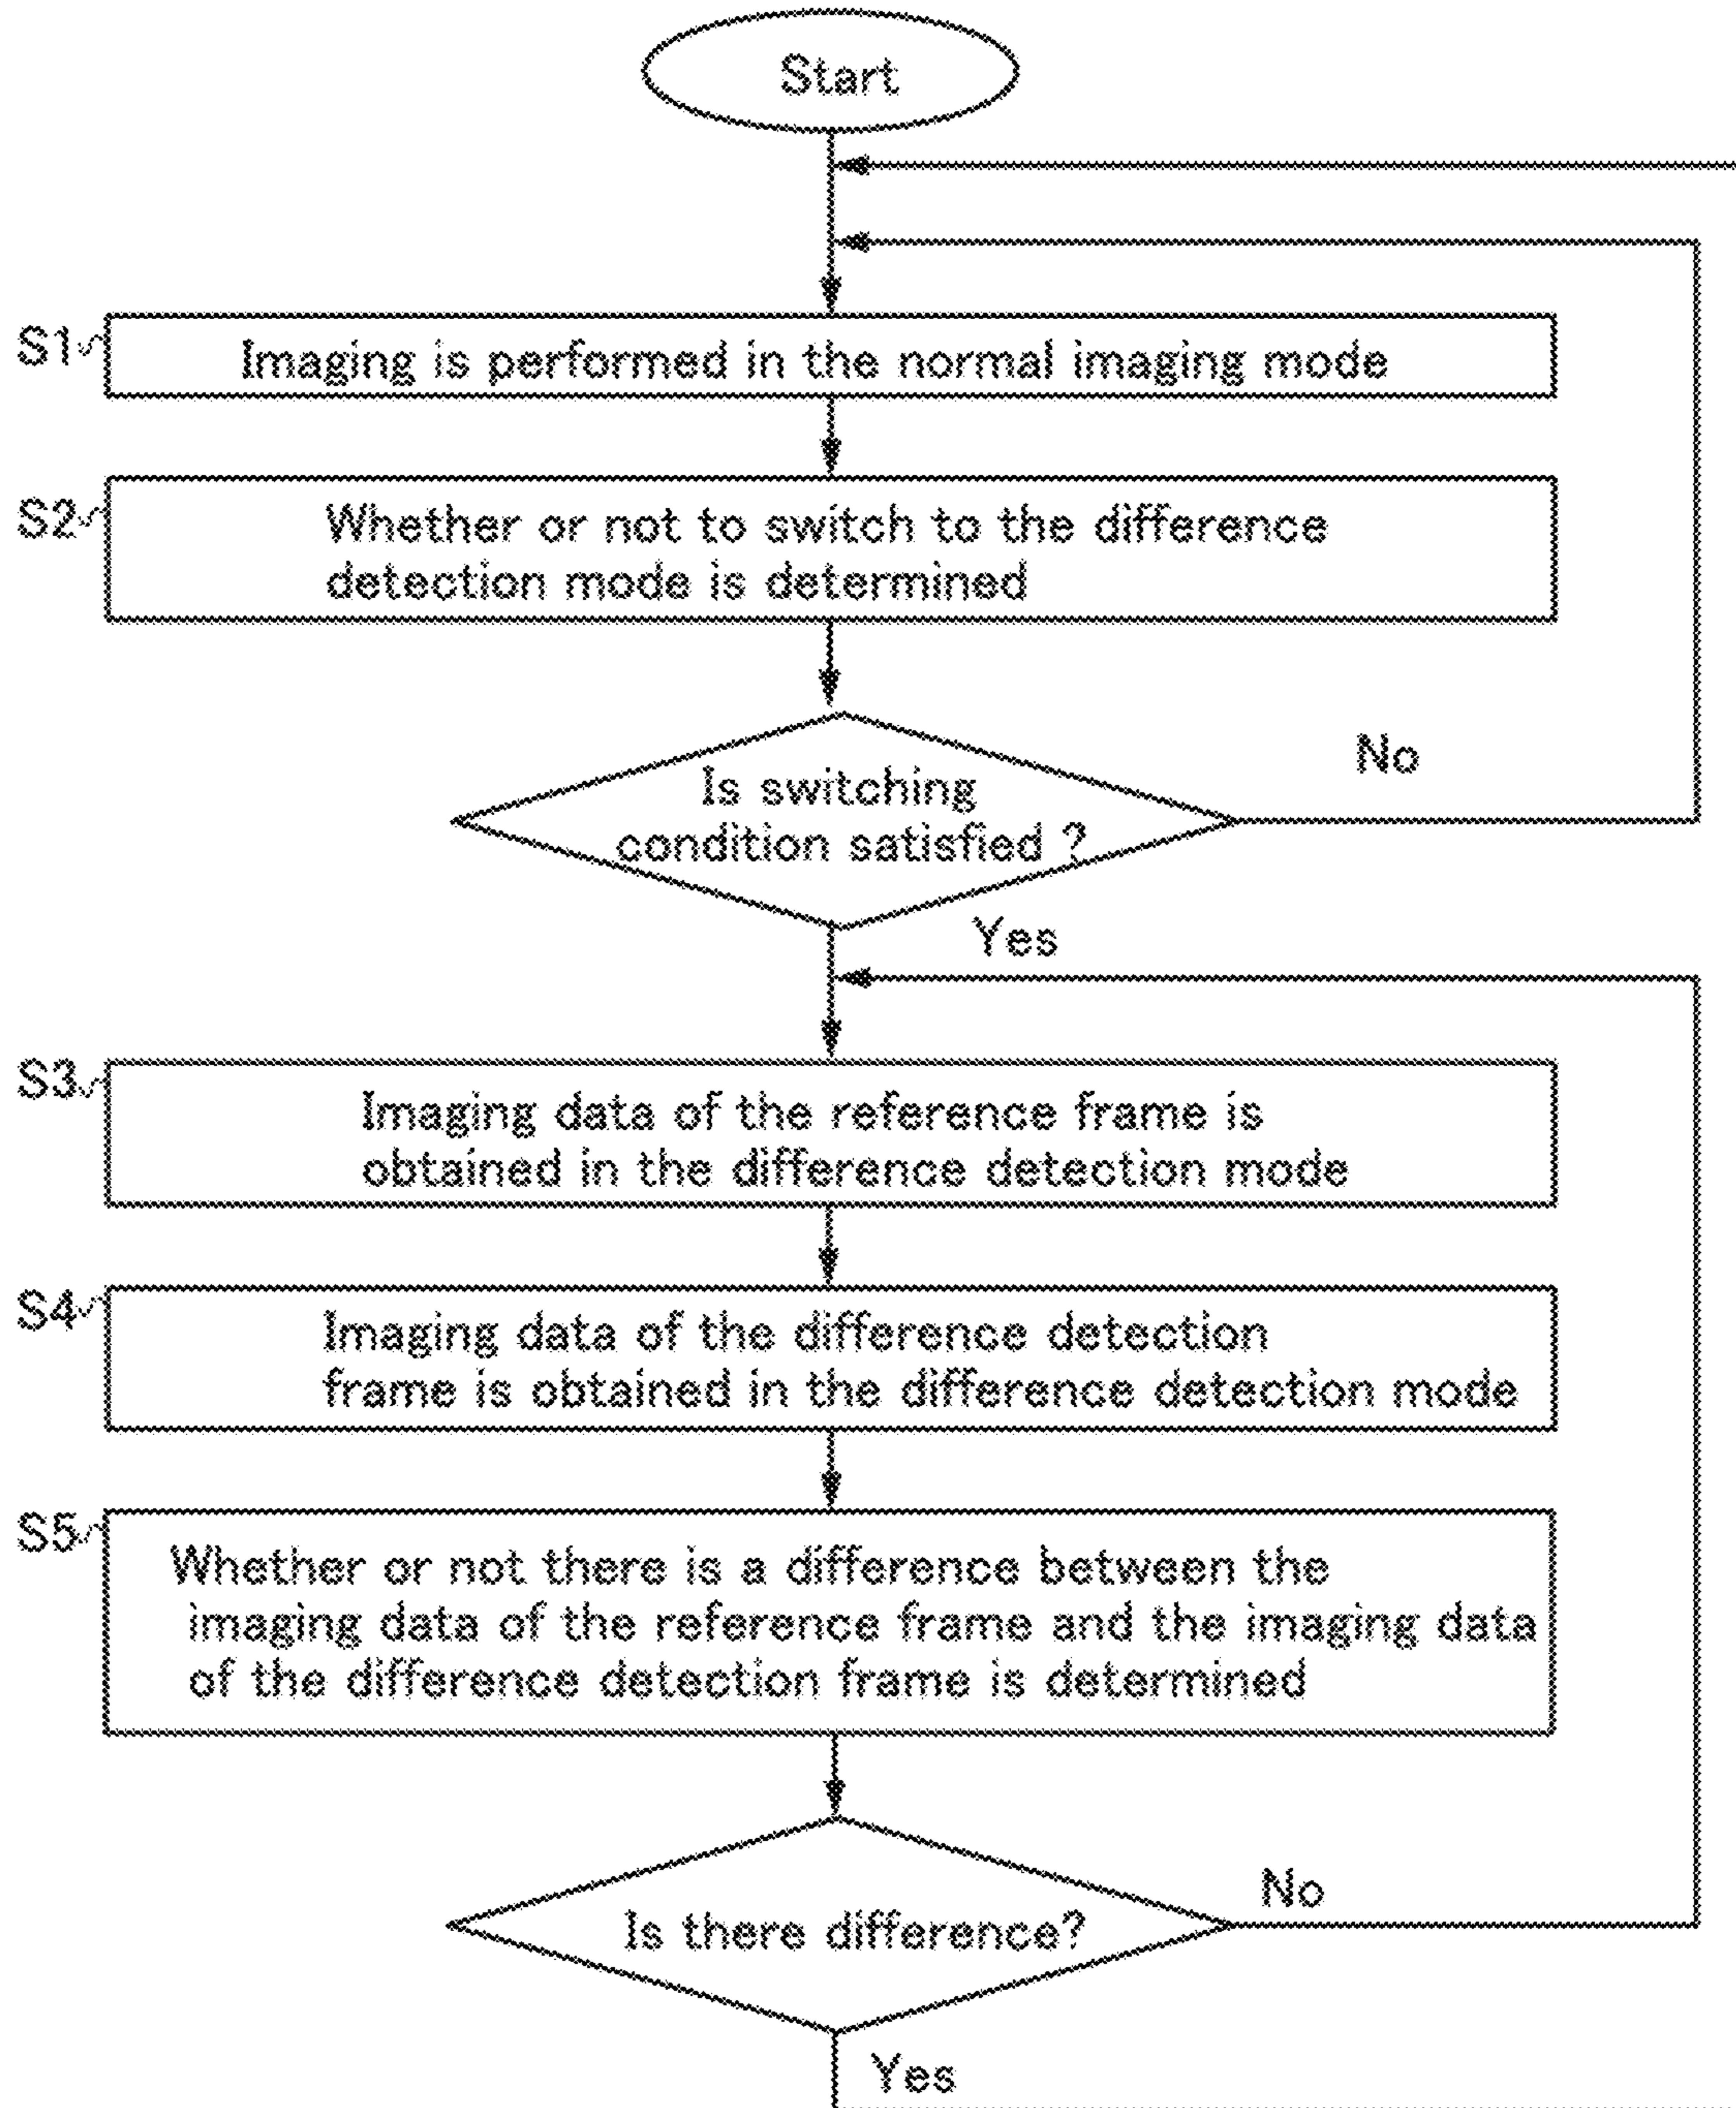 Start
S1
Imaging is performed in the normal imaging mode
S2
Whether or not to switch to the difference
detection mode is determined
Is switching
condition satisfied ?
No
Yes
S3
Imaging data of the reference frame is
obtained in the difference detection mode
S4
Imaging data of the difference detection
frame is obtained in the difference detection mode
S5
Whether or not there is a difference between the
imaging data of the reference frame and the imaging data
of the difference detection frame is determined
Is there difference?
No
Yes